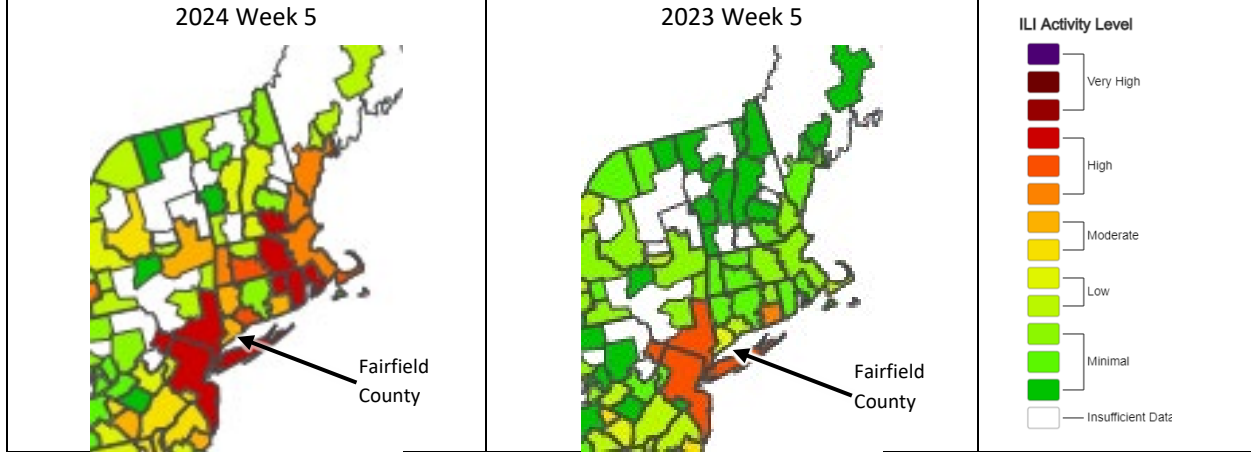 2024 Week 5
2023 Week 5
ILI Activity Level
Very High
High
Moderate
Low
Minimal
Insufficient Data
Fairfield
County
Fairfield
County